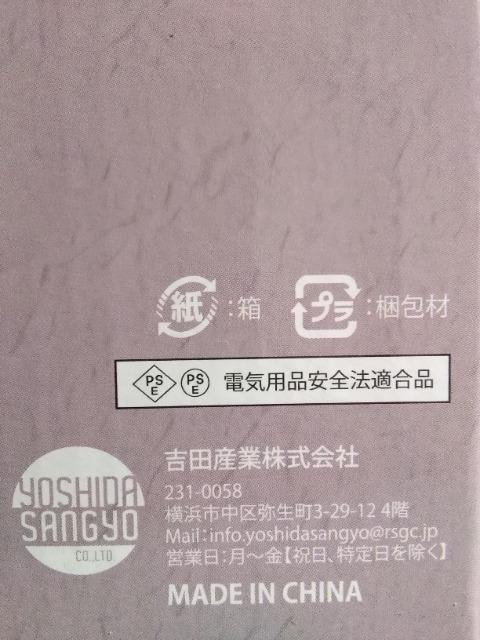 紙:箱 プラ:梱包材
PS E PS E 電気用品安全法適合品
吉田産業株式会社
231-0058
横浜市中区弥生町3-29-12 4階
Mail:info.yoshidasangyo@rsgc.jp
営業日:月〜金【祝日、特定日を除く】
MADE IN CHINA
YOSHIDA
SANGYO
CO.,LTD